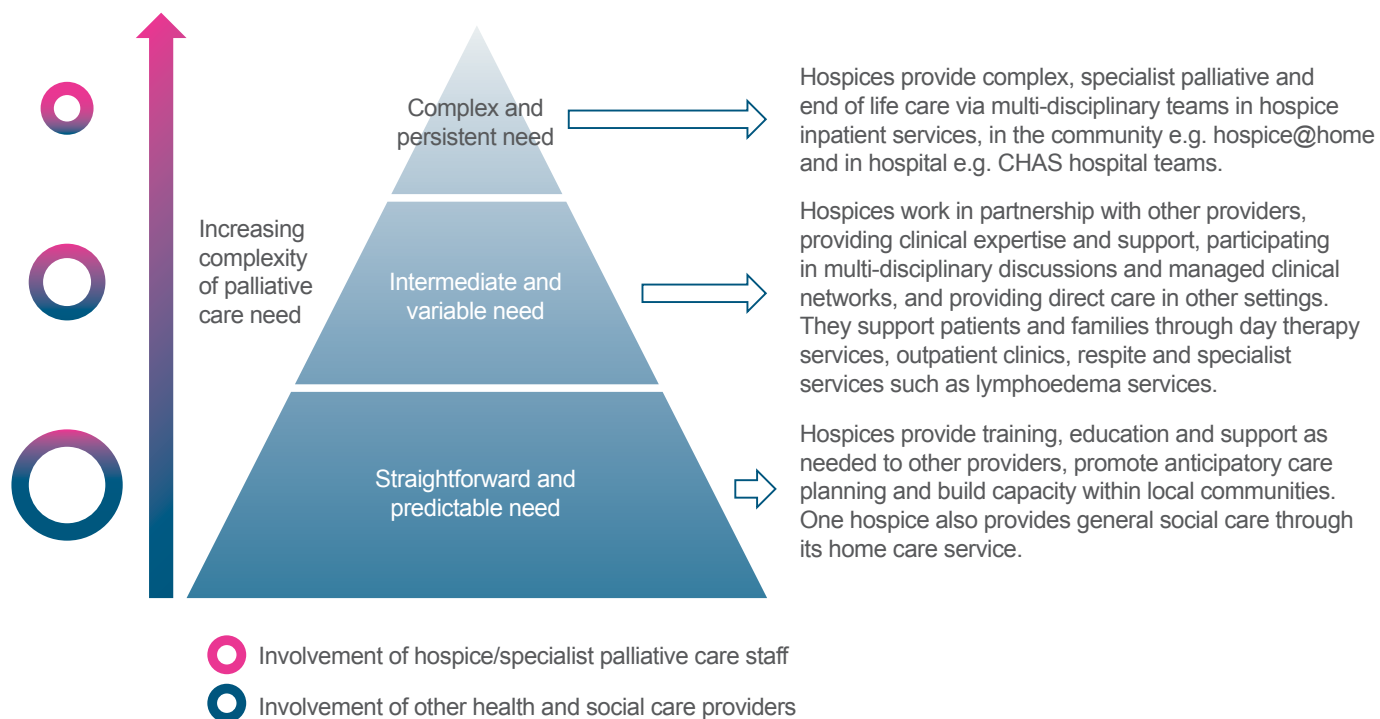 Complex and
persistent need
Hospices provide complex, specialist palliative and
end of life care via multi-disciplinary teams in hospice
inpatient services, in the community e.g. hospice@home
and in hospital e.g. CHAS hospital teams.
Increasing
complexity
of palliative
care need
Intermediate and
variable need
Hospices work in partnership with other providers,
providing clinical expertise and support, participating
in multi-disciplinary discussions and managed clinical
networks, and providing direct care in other settings.
They support patients and families through day therapy
services, outpatient clinics, respite and specialist
services such as lymphoedema services.
Straightforward and
predictable need
Hospices provide training, education and support as
needed to other providers, promote anticipatory care
planning and build capacity within local communities.
One hospice also provides general social care through
its home care service.
Involvement of hospice/specialist palliative care staff
Involvement of other health and social care providers